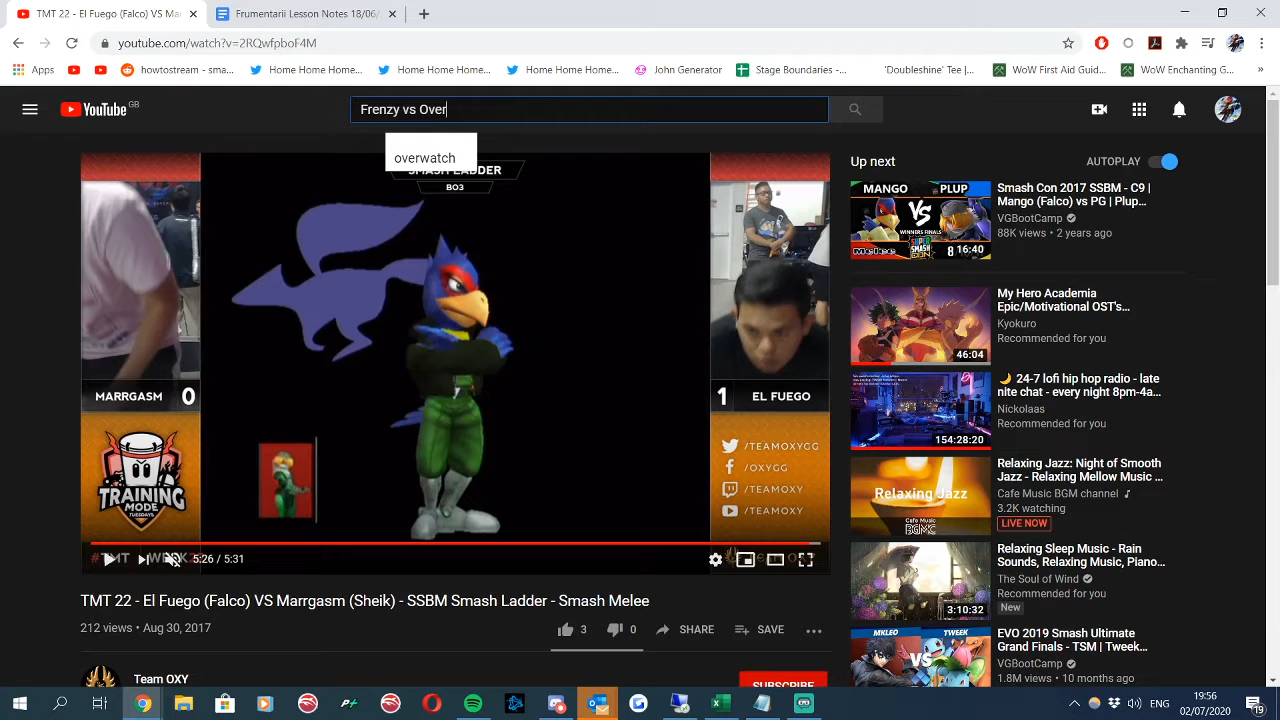 TMT 22 - El Fuego (Falco) VS Mar
Frumentarii Lesson Notes 18/06/
youtube.com/watch?v=2RQwfpboF4M
Apps
howtostream - sma...
Home Home Home...
Home Home Home...
Home Home Home...
John Generator
Stage Boundaries -...
'Doubleshine' Tee |...
WoW First Aid Guid...
WoW Enchanting G...
»
YouTube GB
Frenzy vs Over
overwatch
SMASH LADDER
BO3
MARRGASM 0
1 EL FUEGO
TRAINING
MODE
TUESDAYS
/TEAMOXYGG
/OXYGG
/TEAMOXY
/TEAMOXY
5:26 / 5:31
TMT 22 - El Fuego (Falco) VS Marrgasm (Sheik) - SSBM Smash Ladder - Smash Melee
212 views • Aug 30, 2017
3
0
SHARE
SAVE
Team OXY
SUBSCRIBE
Up next
AUTOPLAY
MANGO
PLUP
VS
WINNERS FINALS
Melee
16:40
Smash Con 2017 SSBM - C9 |
Mango (Falco) vs PG | Plup...
VGBootCamp
88K views • 2 years ago
46:04
My Hero Academia
Epic/Motivational OST's...
Kyokuro
Recommended for you
154:28:20
24-7 lofi hip hop radio - late
nite chat - every night 8pm-4a...
Nickolaas
Recommended for you
Relaxing Jazz
Cafe Music
BGMC
Relaxing Jazz: Night of Smooth
Jazz - Relaxing Mellow Music ...
Cafe Music BGM channel
3.2K watching
LIVE NOW
3:10:32
Relaxing Sleep Music - Rain
Sounds, Relaxing Music, Piano...
The Soul of Wind
Recommended for you
New
MKLEO
TWEEK
VS
EVO 2019 Smash Ultimate
Grand Finals - TSM | Tweek...
VGBootCamp
1.8M views • 10 months ago
ENG
19:56
02/07/2020
19